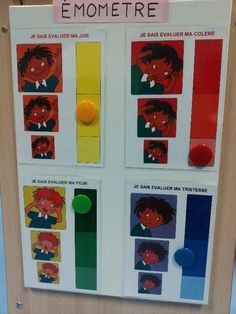 ÉMOMETRE
JE SAIS EVALUER MA JOIE
JE SAIS EVALUER MA COLERE
JE SAIS EVALUER MA PEUR
JE SAIS EVALUER MA TRISTESSE